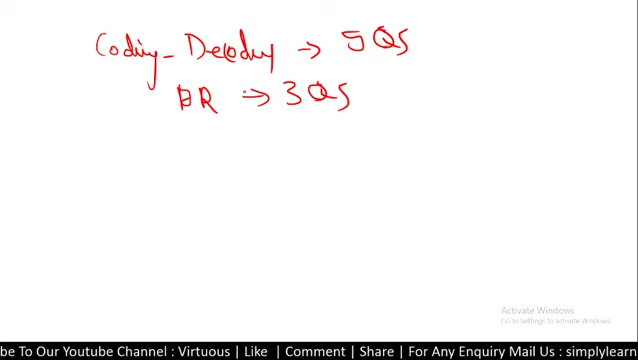 Coding - Decoding → 5 QS
BR → 3 QS
Activate Windows
Go to Settings to activate Windows.
be To Our Youtube Channel : Virtuous | Like | Comment | Share | For Any Enquiry Mail Us : simplylearn